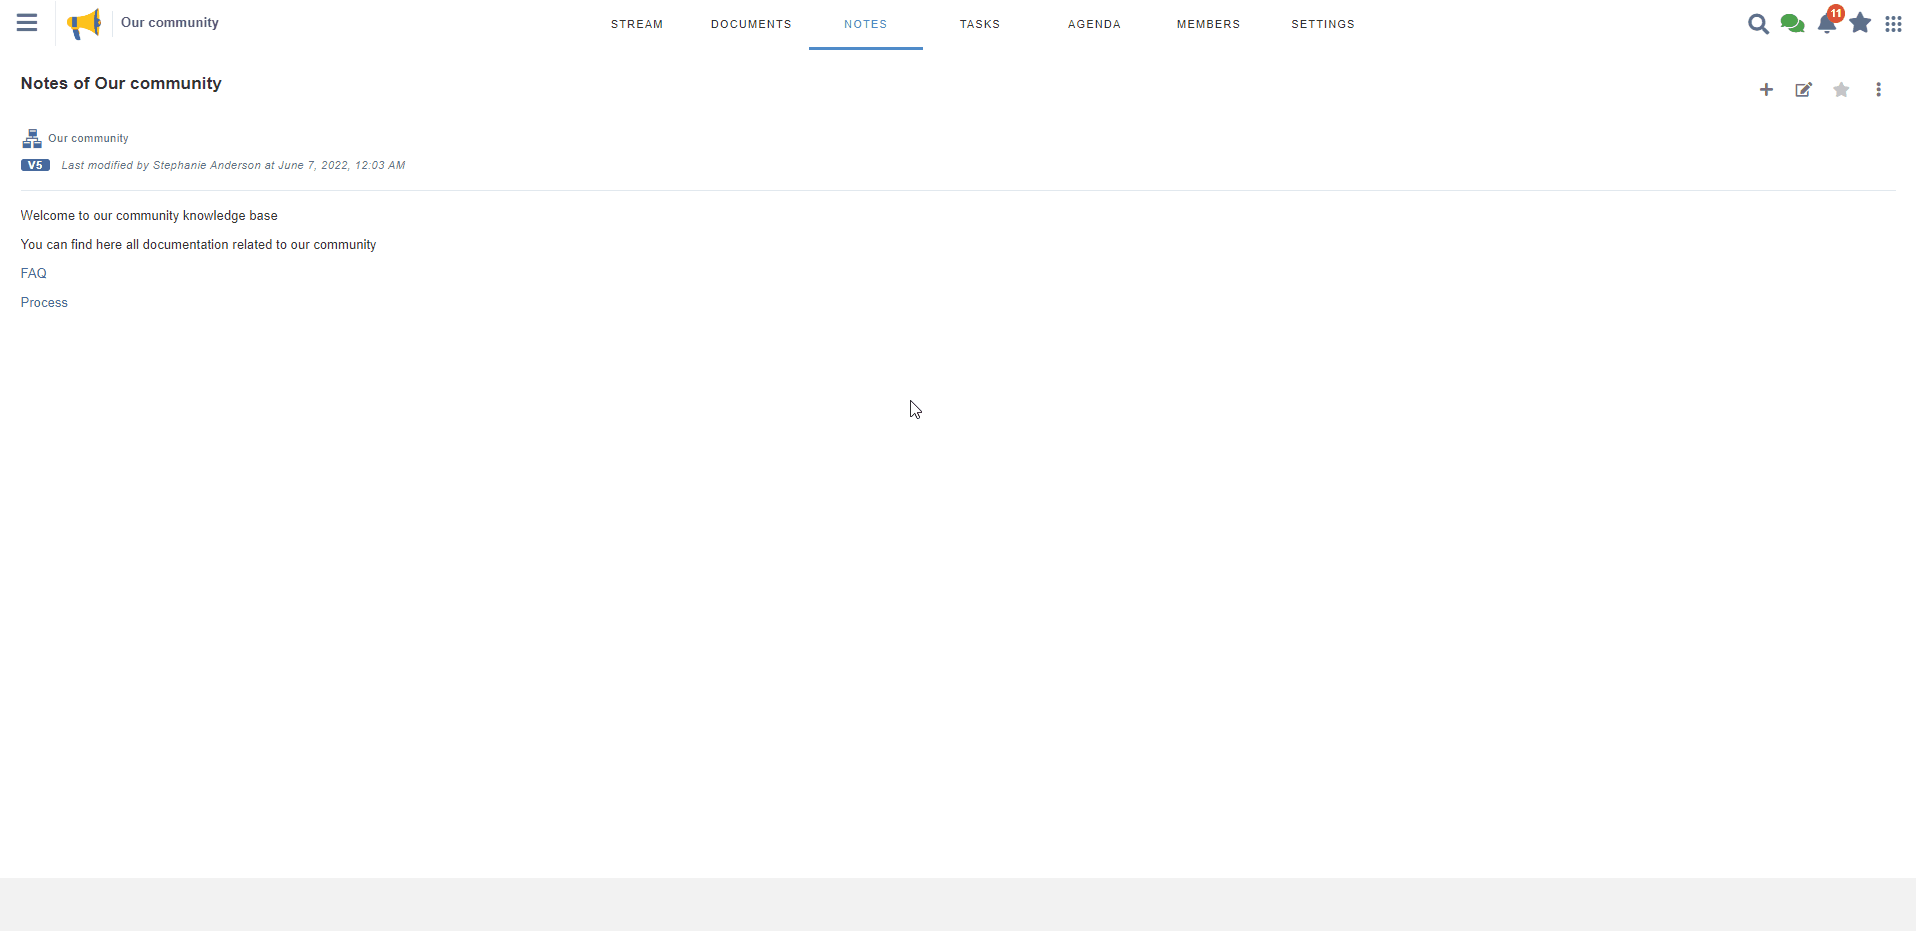 Our community
STREAM DOCUMENTS NOTES TASKS AGENDA MEMBERS SETTINGS
11
Notes of Our community
Our community
V5 Last modified by Stephanie Anderson at June 7, 2022, 12:03 AM
Welcome to our community knowledge base
You can find here all documentation related to our community
FAQ
Process